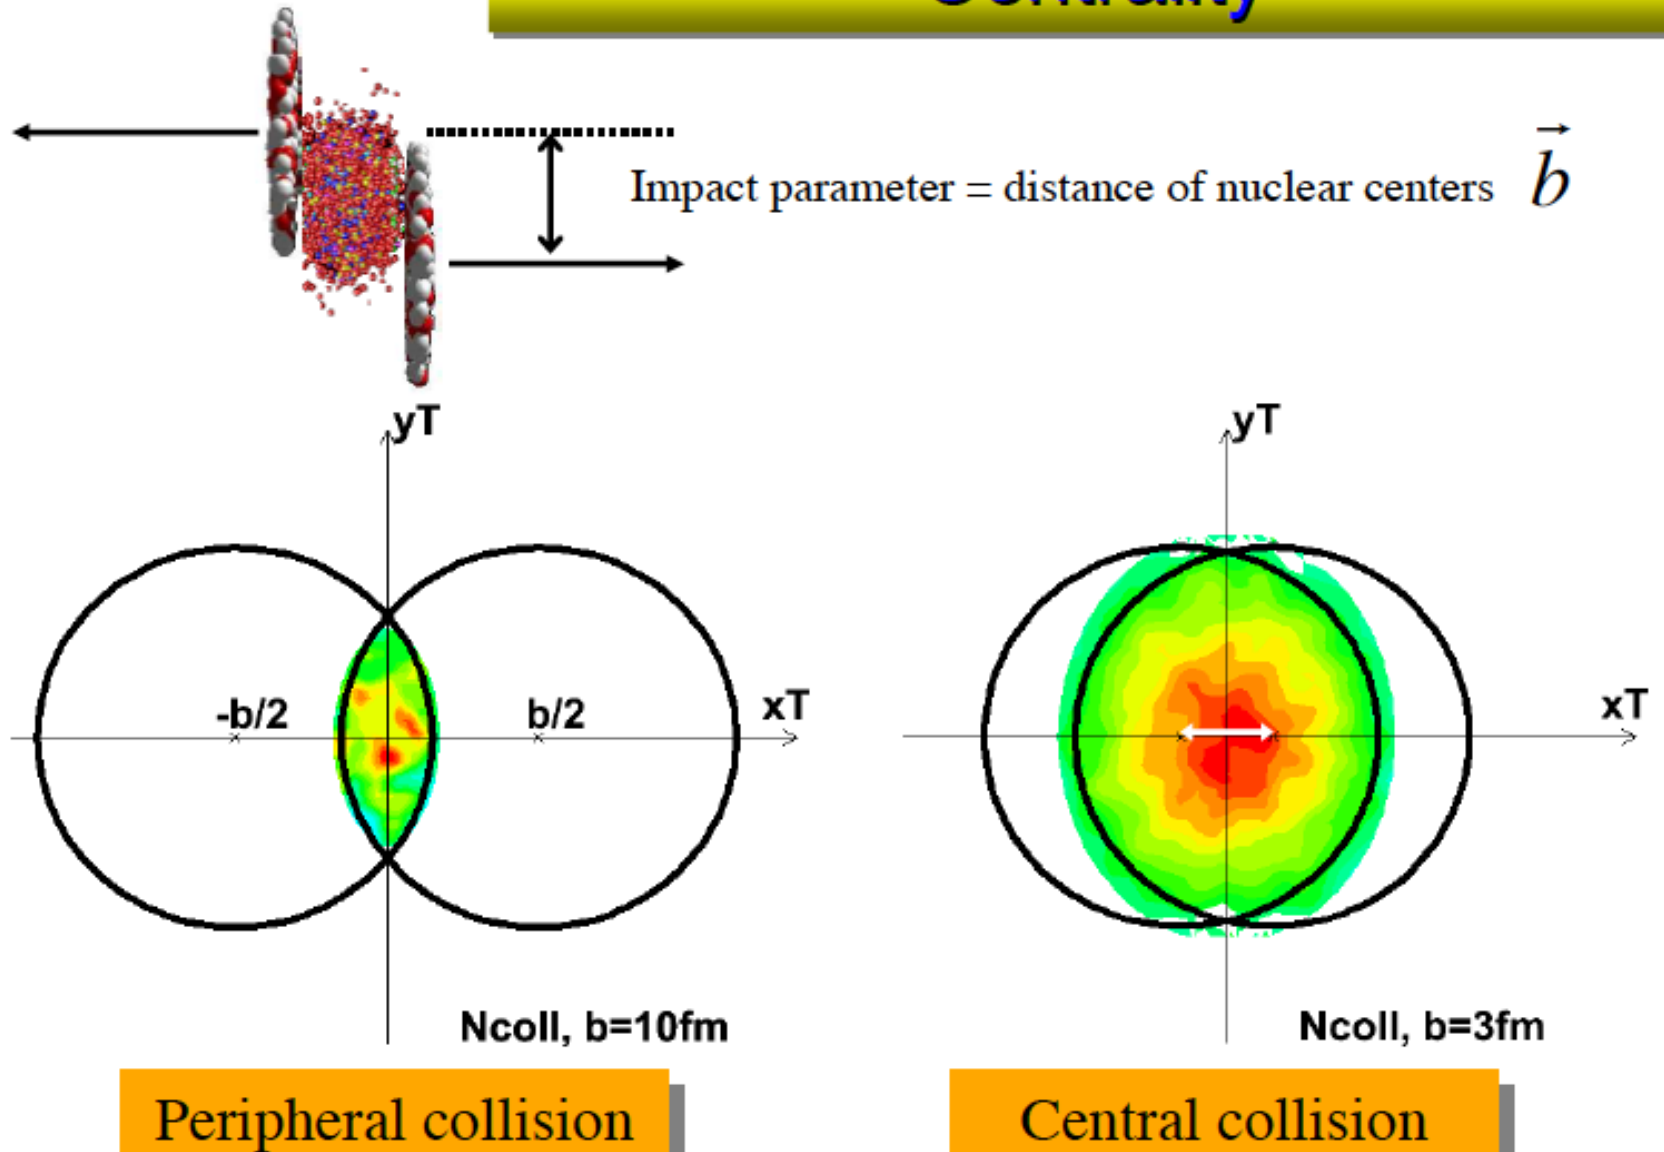 Centrality
Impact parameter = distance of nuclear centers b
yT
yT
-b/2
b/2
xT
xT
Ncoll, b=10fm
Ncoll, b=3fm
Peripheral collision
Central collision